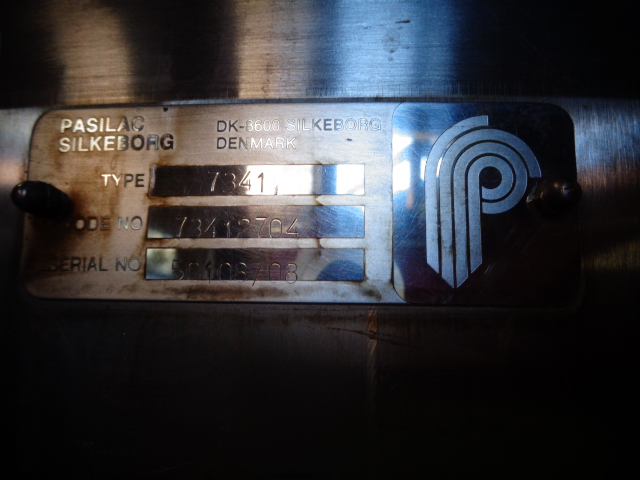 PASILAC
SILKEBORG
DK-8600 SILKEBORG
DENMARK
TYPE 7341
CODE NO 73412704
SERIAL NO